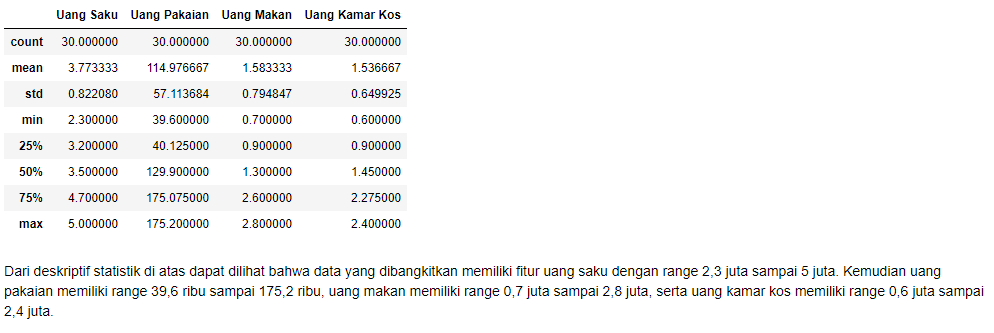 Uang Saku Uang Pakaian Uang Makan Uang Kamar Kos
count 30.000000 30.000000 30.000000 30.000000
mean 3.773333 114.976667 1.583333 1.536667
std 0.822080 57.113684 0.794847 0.649925
min 2.300000 39.600000 0.700000 0.600000
25% 3.200000 40.125000 0.900000 0.900000
50% 3.500000 129.900000 1.300000 1.450000
75% 4.700000 175.075000 2.600000 2.275000
max 5.000000 175.200000 2.800000 2.400000
Dari deskriptif statistik di atas dapat dilihat bahwa data yang dibangkitkan memiliki fitur uang saku dengan range 2,3 juta sampai 5 juta. Kemudian uang
pakaian memiliki range 39,6 ribu sampai 175,2 ribu, uang makan memiliki range 0,7 juta sampai 2,8 juta, serta uang kamar kos memiliki range 0,6 juta sampai
2,4 juta.